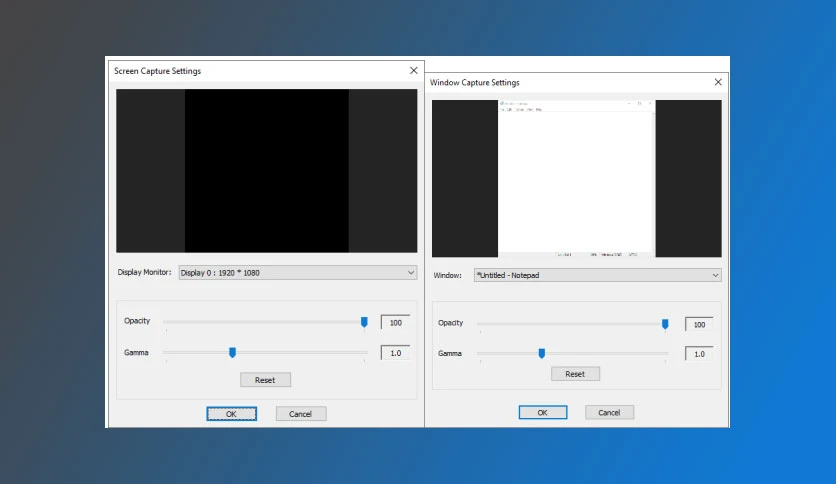 Screen Capture Settings
Display Monitor:
Display 0 : 1920 * 1080
Opacity
100
Gamma
1.0
Reset
OK
Cancel
Window Capture Settings
Window:
*Untitled - Notepad
Opacity
100
Gamma
1.0
Reset
OK
Cancel